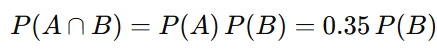 P(A ∩ B) = P(A) P(B) = 0.35 P(B)